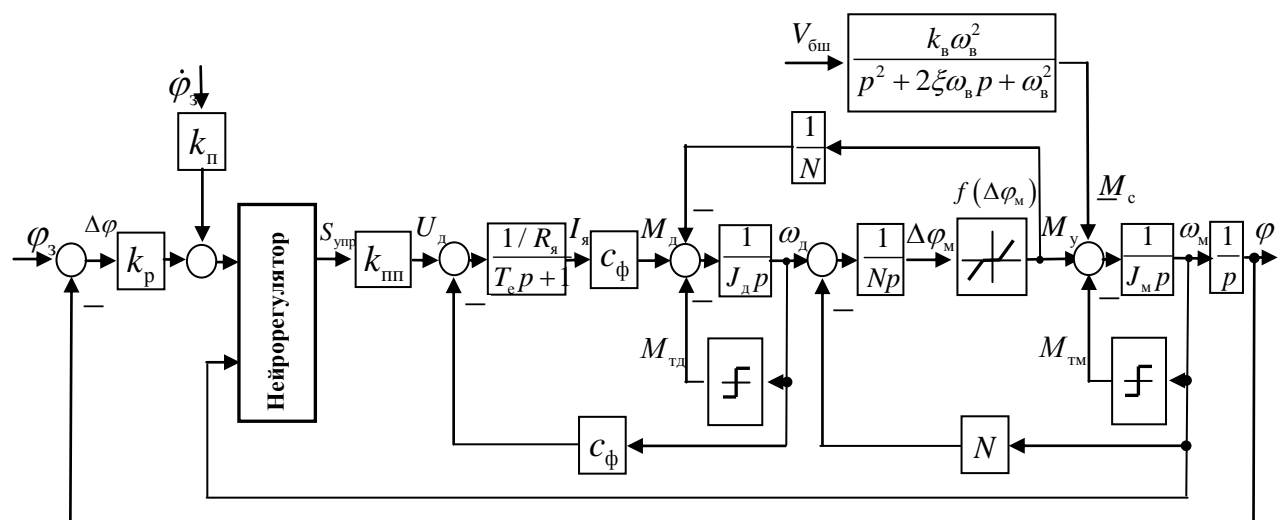 V_бш
k_в ω_в^2
p^2 + 2ξω_в p + ω_в^2
φ̇_з
k_п
1
N
f(Δφ_м)
M_с
φ_з
Δφ
k_р
Нейрорегулятор
S_упр
k_пп
U_д
1/R_я
T_е p + 1
I_я
c_ф
M_д
1
J_д p
ω_д
1
Np
Δφ_м
M_у
1
J_м p
ω_м
1
p
φ
M_тд
M_тм
c_ф
N